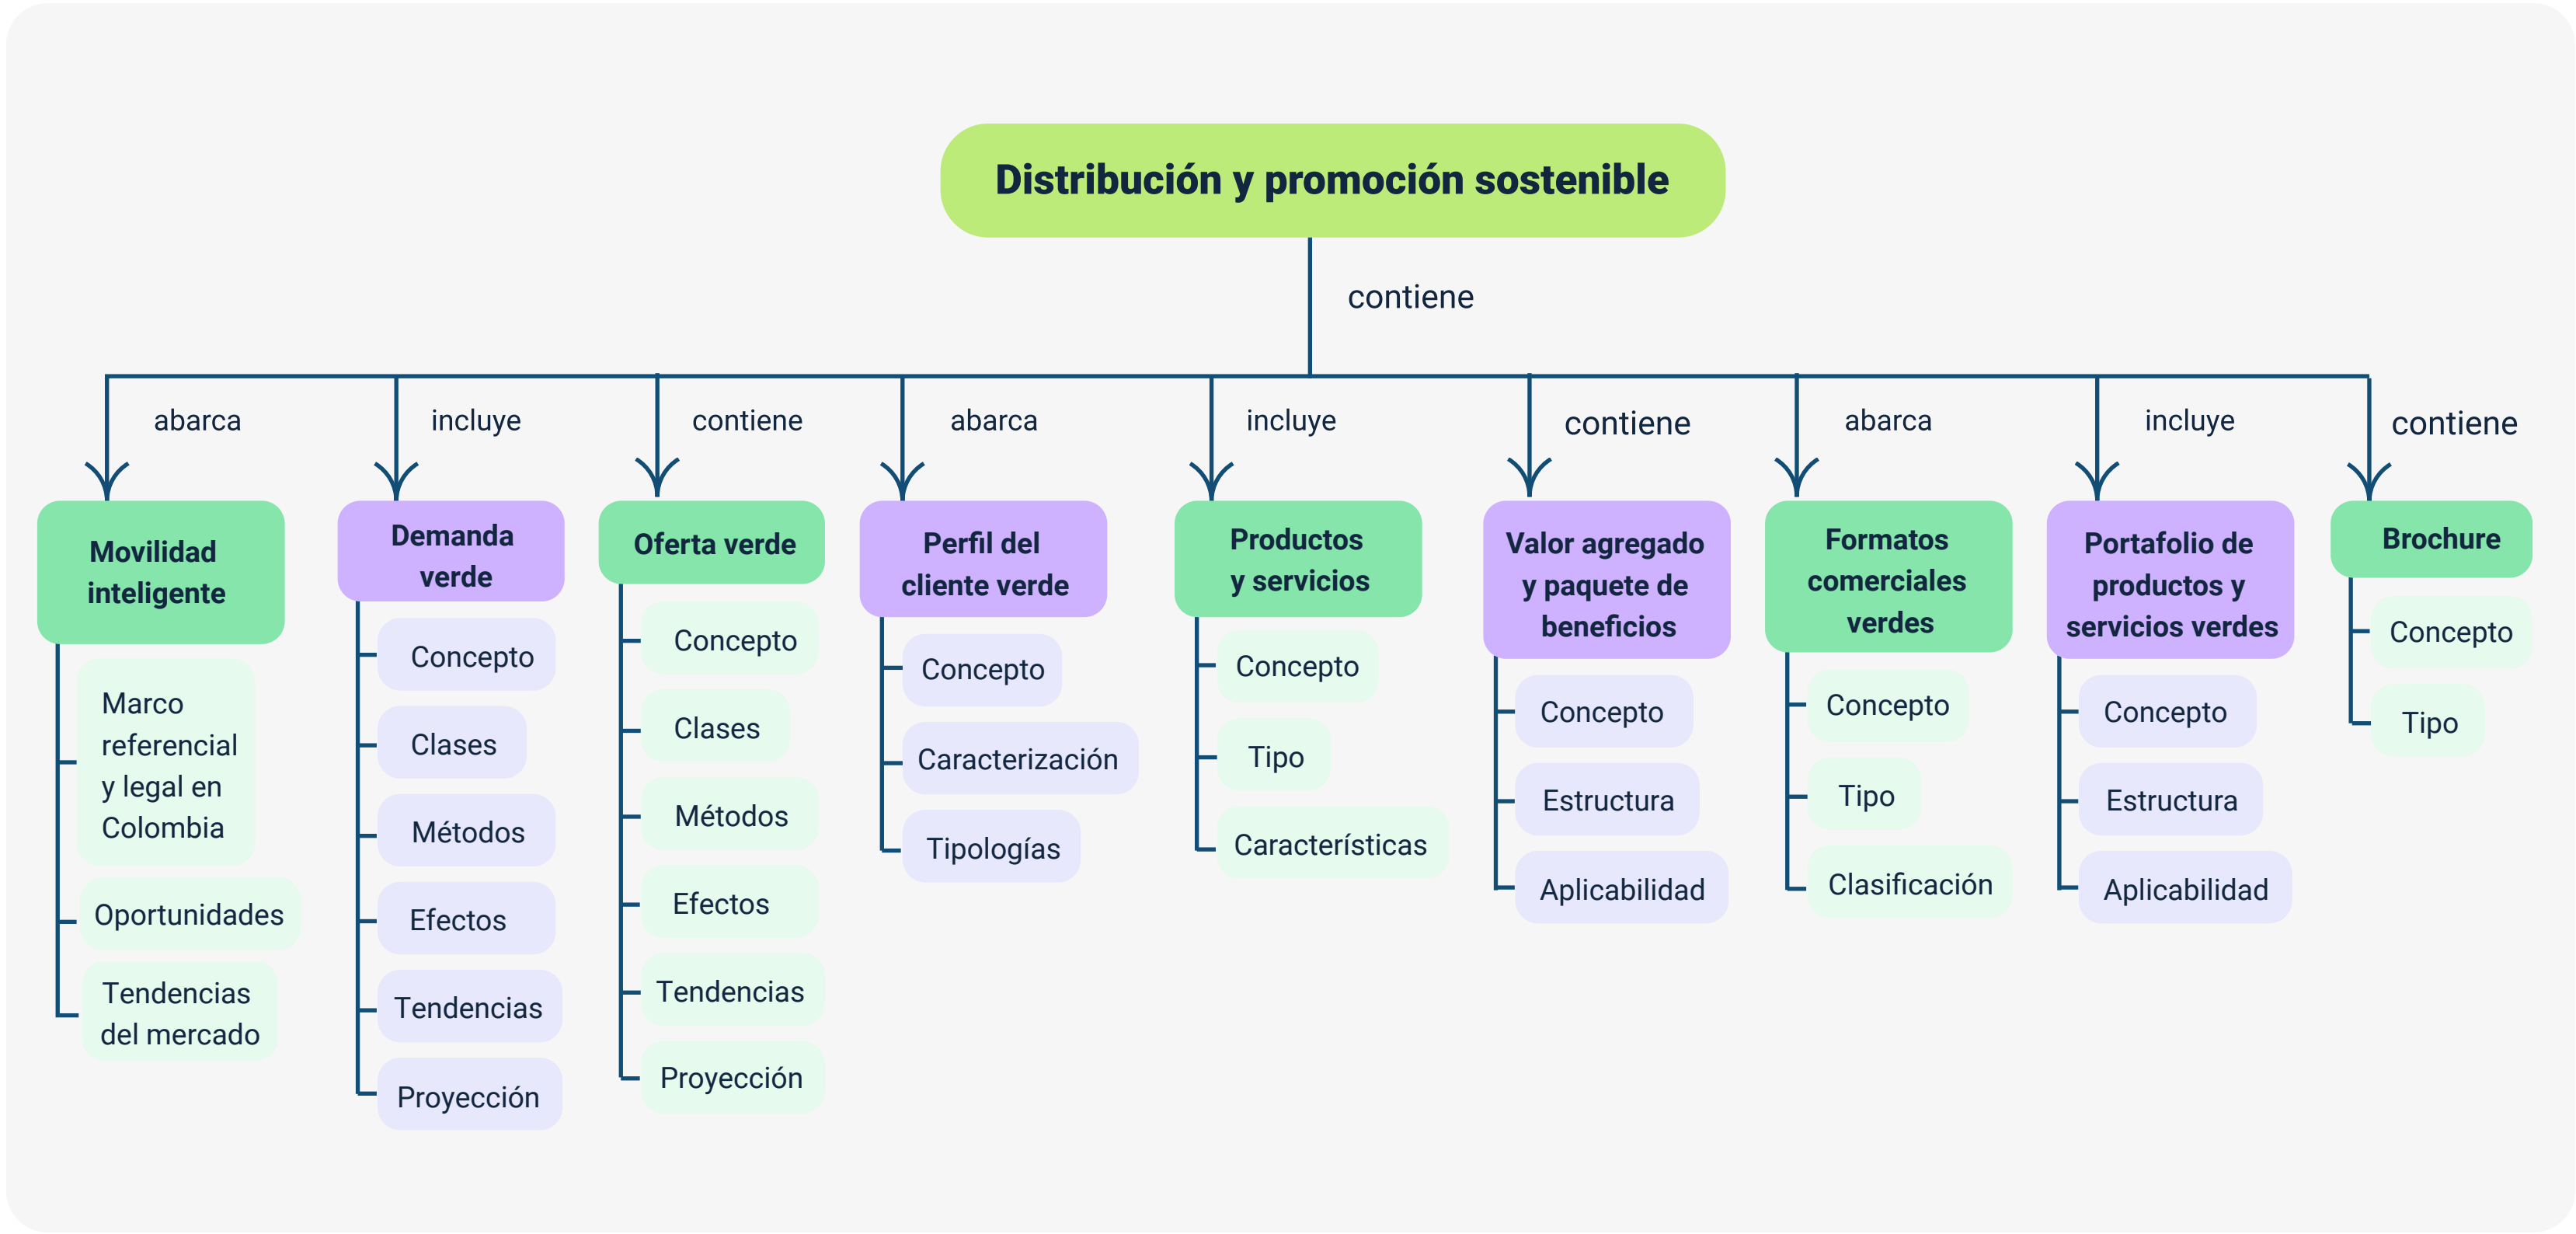 Distribución y promoción sostenible
contiene
abarca
incluye
contiene
abarca
incluye
contiene
abarca
incluye
contiene
Movilidad
inteligente
Marco
referencial
y legal en
Colombia
Oportunidades
Tendencias
del mercado
Demanda
verde
Concepto
Clases
Métodos
Efectos
Tendencias
Proyección
Oferta verde
Concepto
Clases
Métodos
Efectos
Tendencias
Proyección
Perfil del
cliente verde
Concepto
Caracterización
Tipologías
Productos
y servicios
Concepto
Tipo
Características
Valor agregado
y paquete de
beneficios
Concepto
Estructura
Aplicabilidad
Formatos
comerciales
verdes
Concepto
Tipo
Clasificación
Portafolio de
productos y
servicios verdes
Concepto
Estructura
Aplicabilidad
Brochure
Concepto
Tipo